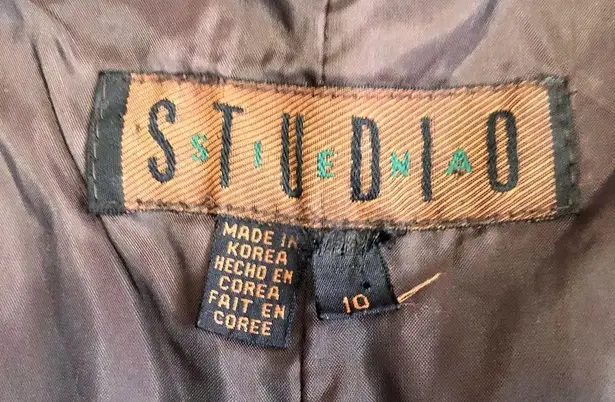 STUDIO
SIENA
MADE IN
KOREA
HECHO EN
COREA
FAIT EN
COREE
10